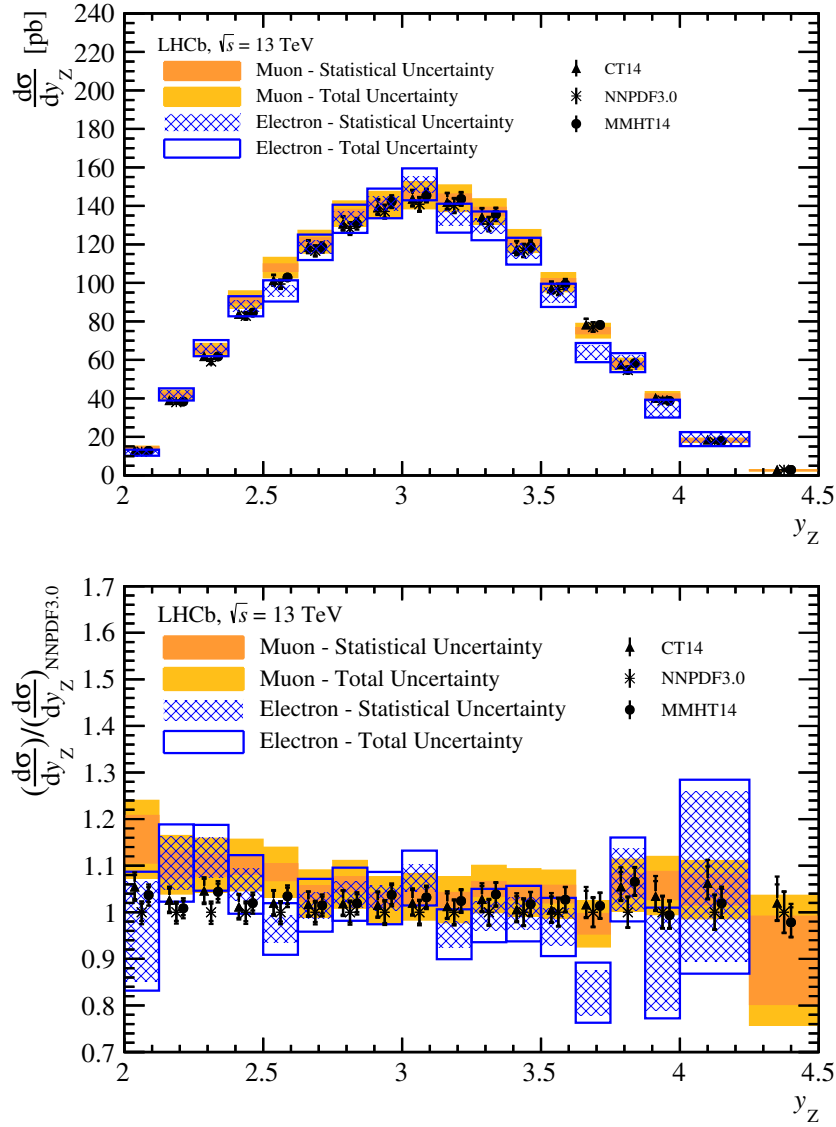 dσ/dy_Z [pb]
240
220
200
180
160
140
120
100
80
60
40
20
0
LHCb, √s = 13 TeV
Muon - Statistical Uncertainty
Muon - Total Uncertainty
Electron - Statistical Uncertainty
Electron - Total Uncertainty
CT14
NNPDF3.0
MMHT14
2 2.5 3 3.5 4 4.5
y_Z
(dσ/dy_Z)/(dσ/dy_Z)_NNPDF3.0
1.7
1.6
1.5
1.4
1.3
1.2
1.1
1.0
0.9
0.8
0.7
LHCb, √s = 13 TeV
Muon - Statistical Uncertainty
Muon - Total Uncertainty
Electron - Statistical Uncertainty
Electron - Total Uncertainty
CT14
NNPDF3.0
MMHT14
2 2.5 3 3.5 4 4.5
y_Z